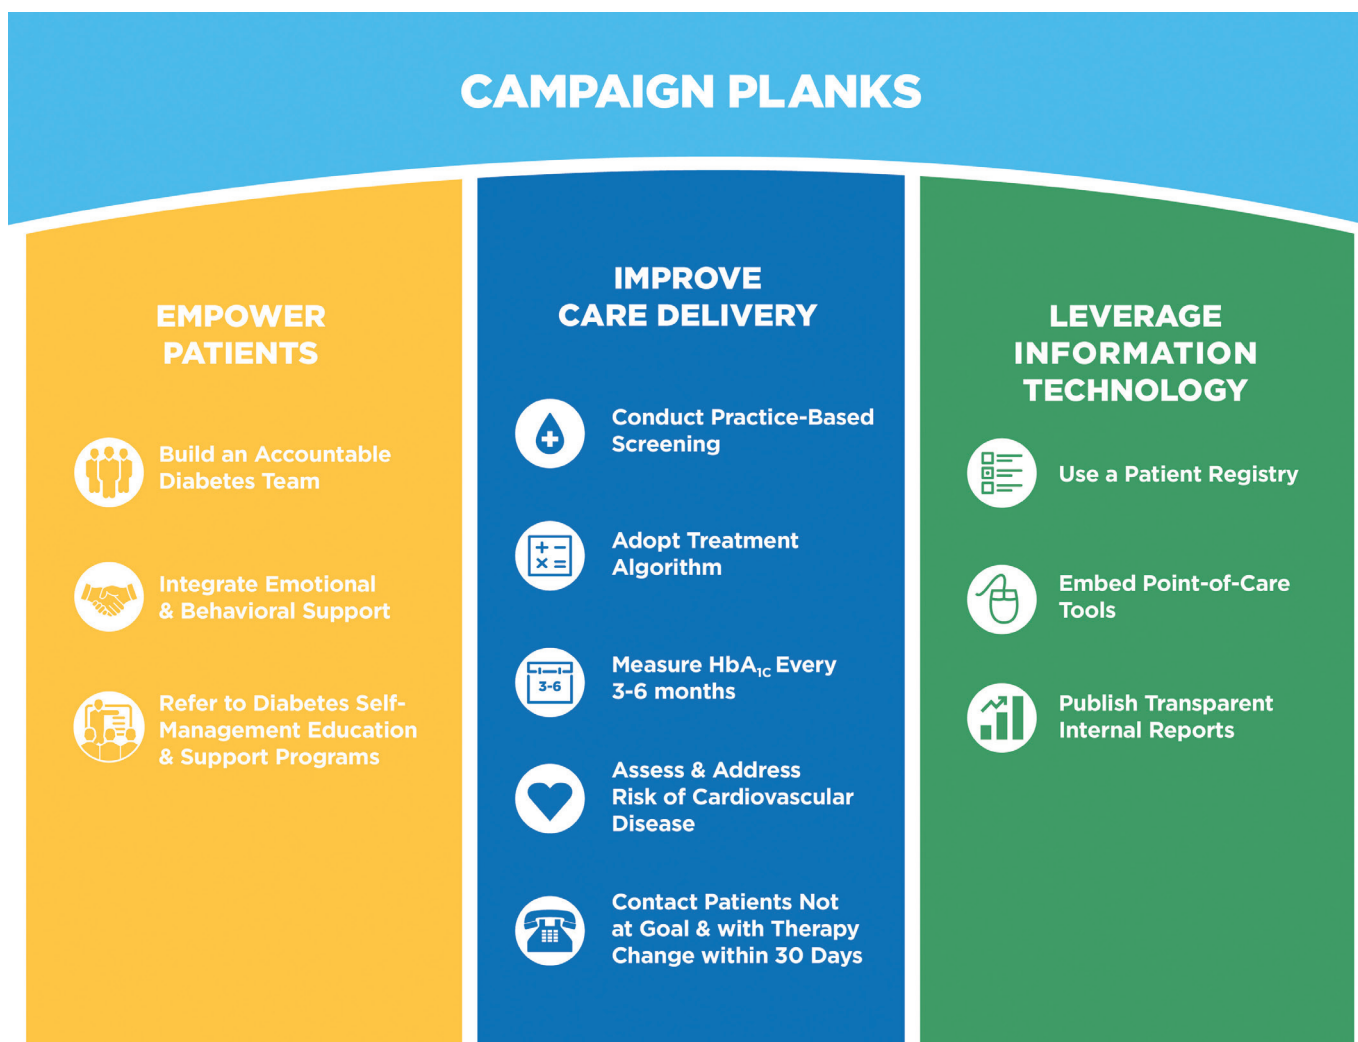 CAMPAIGN PLANKS
EMPOWER
PATIENTS
Build an Accountable
Diabetes Team
Integrate Emotional
& Behavioral Support
Refer to Diabetes Self-
Management Education
& Support Programs
IMPROVE
CARE DELIVERY
Conduct Practice-Based
Screening
Adopt Treatment
Algorithm
3-6
Measure HbA1C Every
3-6 months
Assess & Address
Risk of Cardiovascular
Disease
Contact Patients Not
at Goal & with Therapy
Change within 30 Days
LEVERAGE
INFORMATION
TECHNOLOGY
Use a Patient Registry
Embed Point-of-Care
Tools
Publish Transparent
Internal Reports